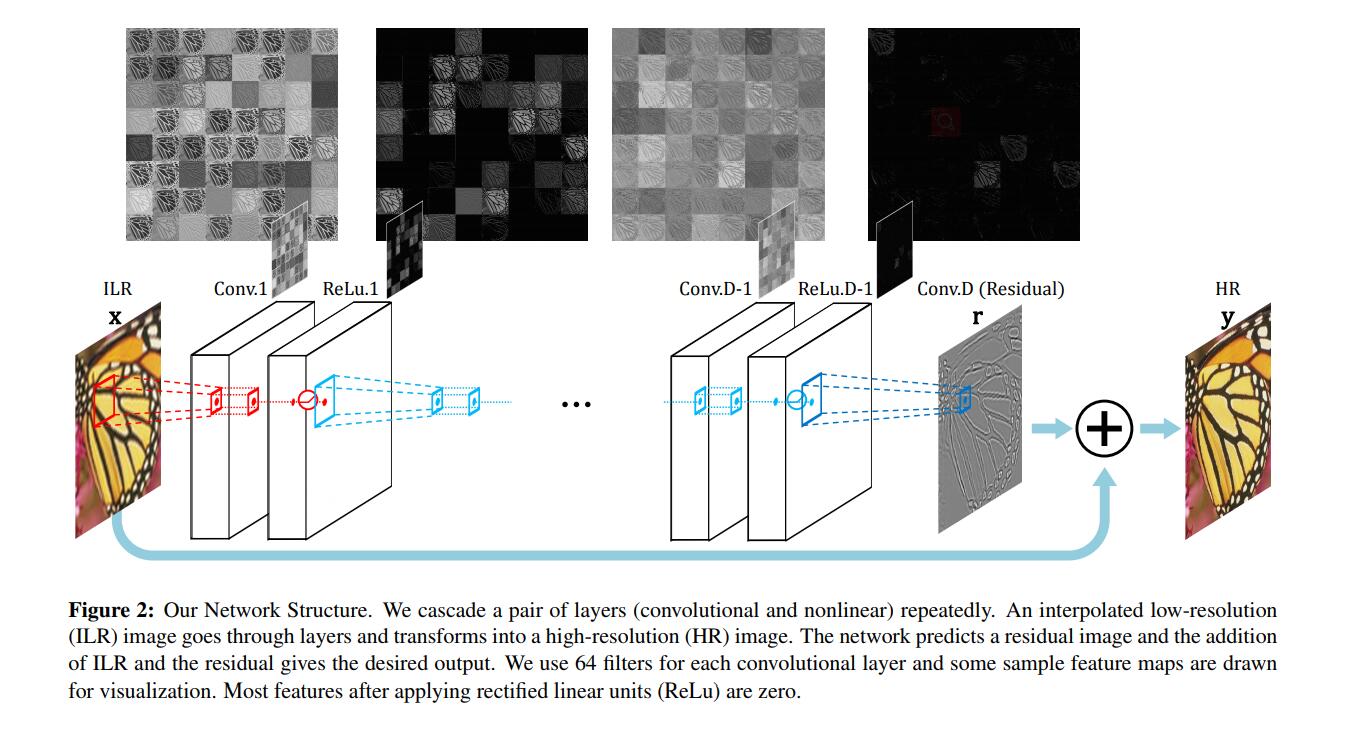 ILR
x
Conv.1
ReLu.1
...
Conv.D-1
ReLu.D-1
Conv.D (Residual)
r
HR
y
Figure 2: Our Network Structure. We cascade a pair of layers (convolutional and nonlinear) repeatedly. An interpolated low-resolution
(ILR) image goes through layers and transforms into a high-resolution (HR) image. The network predicts a residual image and the addition
of ILR and the residual gives the desired output. We use 64 filters for each convolutional layer and some sample feature maps are drawn
for visualization. Most features after applying rectified linear units (ReLu) are zero.